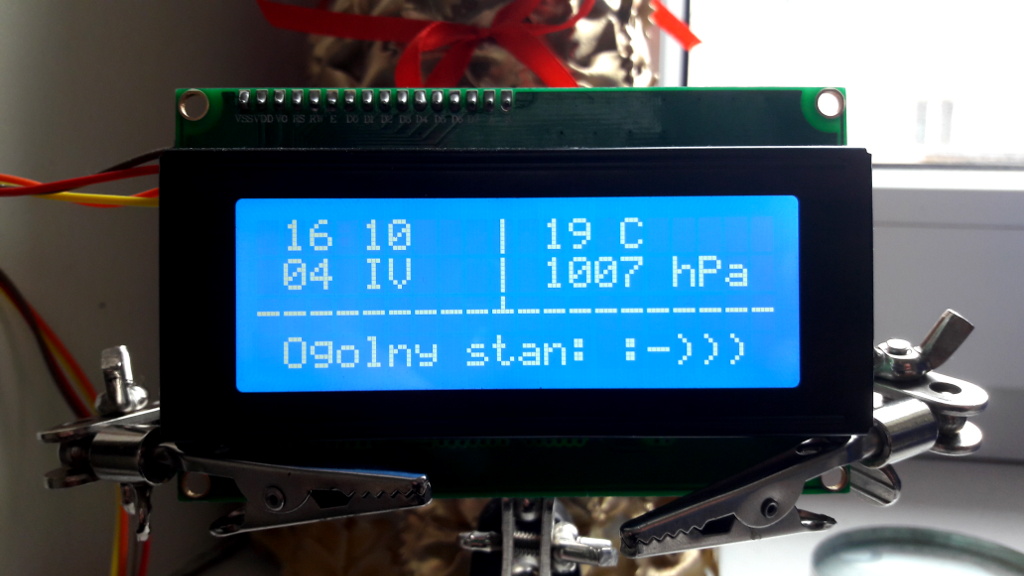 VSS VDD VO RS RW E D0 D1 D2 D3 D4 D5 D6
16 10 | 19 C
04 IV | 1007 hPa
Ogolny stan: :-)))